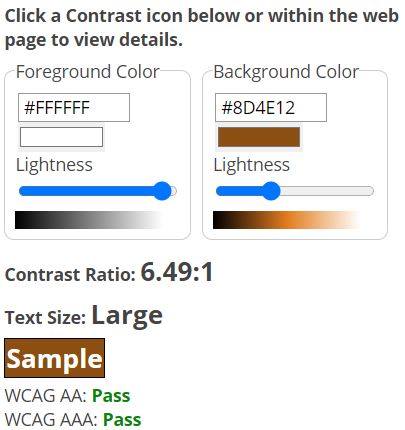 Click a Contrast icon below or within the web
page to view details.
Foreground Color
#FFFFFF
Lightness
Background Color
#8D4E12
Lightness
Contrast Ratio: 6.49:1
Text Size: Large
Sample
WCAG AA: Pass
WCAG AAA: Pass